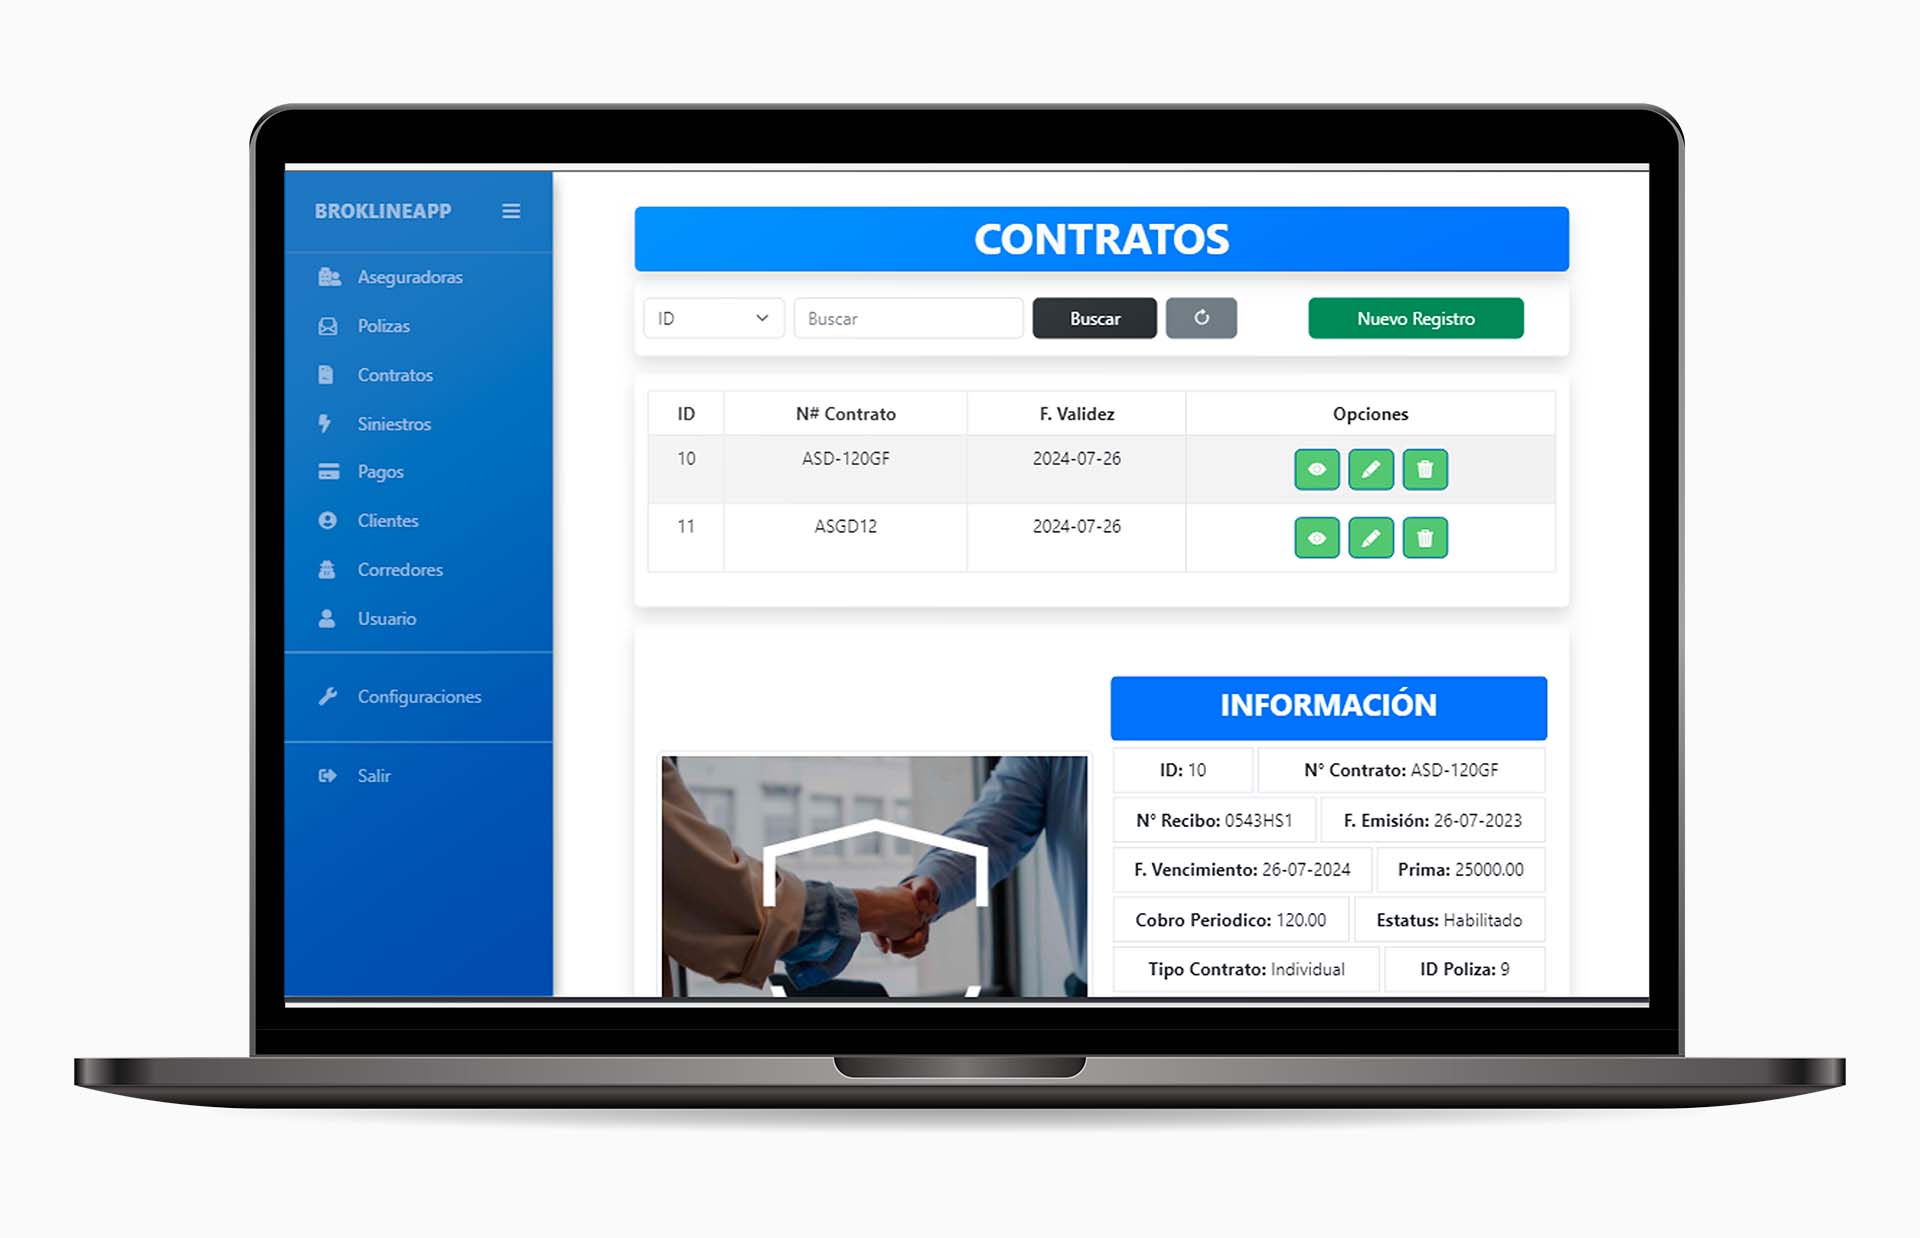 BROKLINEAPP
Aseguradoras
Polizas
Contratos
Siniestros
Pagos
Clientes
Corredores
Usuario
Configuraciones
Salir
CONTRATOS
ID Buscar Buscar Nuevo Registro
ID N# Contrato F. Validez Opciones
10 ASD-120GF 2024-07-26
11 ASGD12 2024-07-26
INFORMACIÓN
ID: 10 N° Contrato: ASD-120GF
N° Recibo: 0543HS1 F. Emisión: 26-07-2023
F. Vencimiento: 26-07-2024 Prima: 25000.00
Cobro Periodico: 120.00 Estatus: Habilitado
Tipo Contrato: Individual ID Poliza: 9